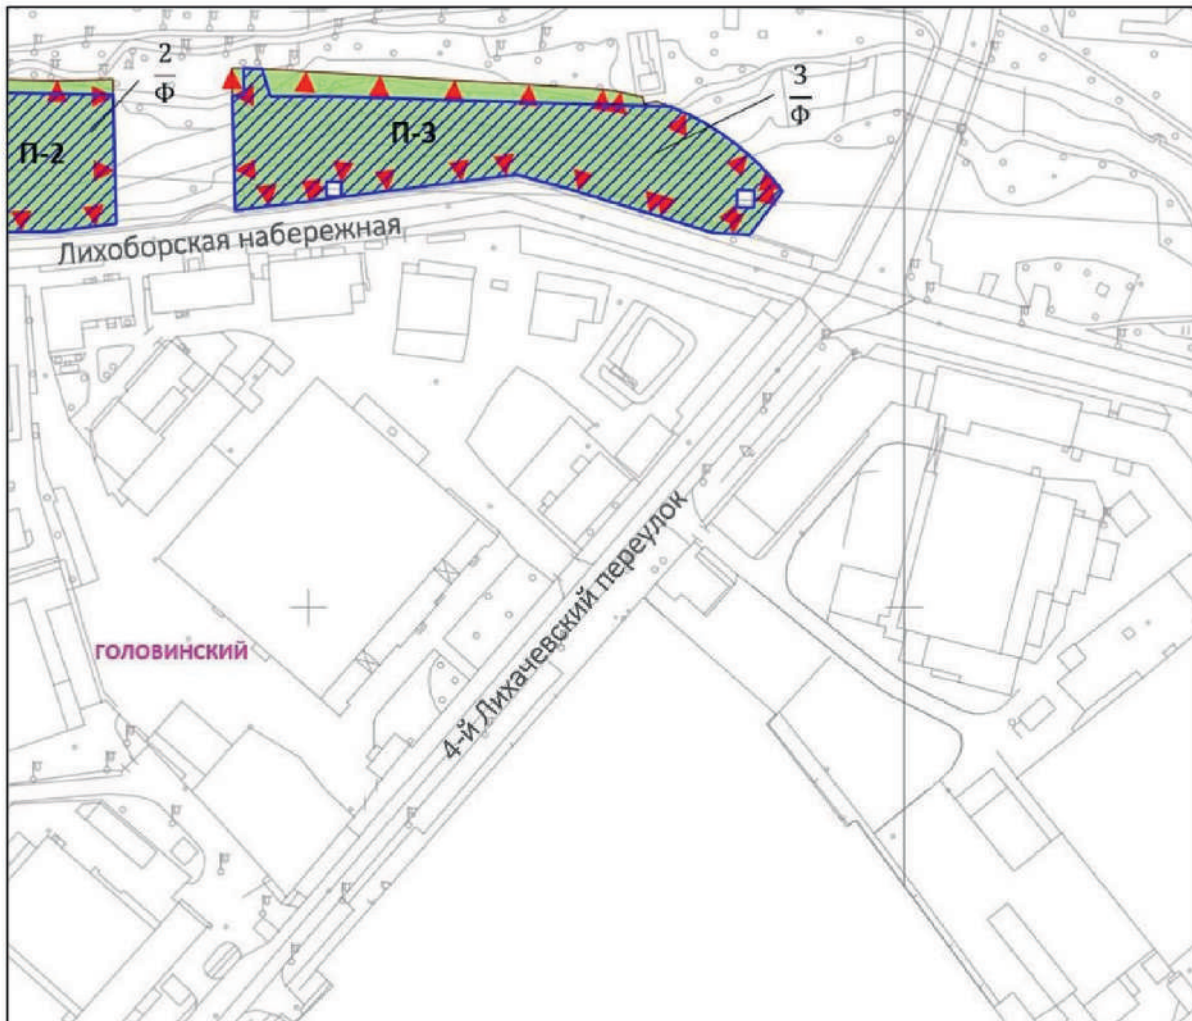 2
Ф
3
Ф
П-2
П-3
Лихоборская набережная
4-й Лихачевский переулок
ГОЛОВИНСКИЙ